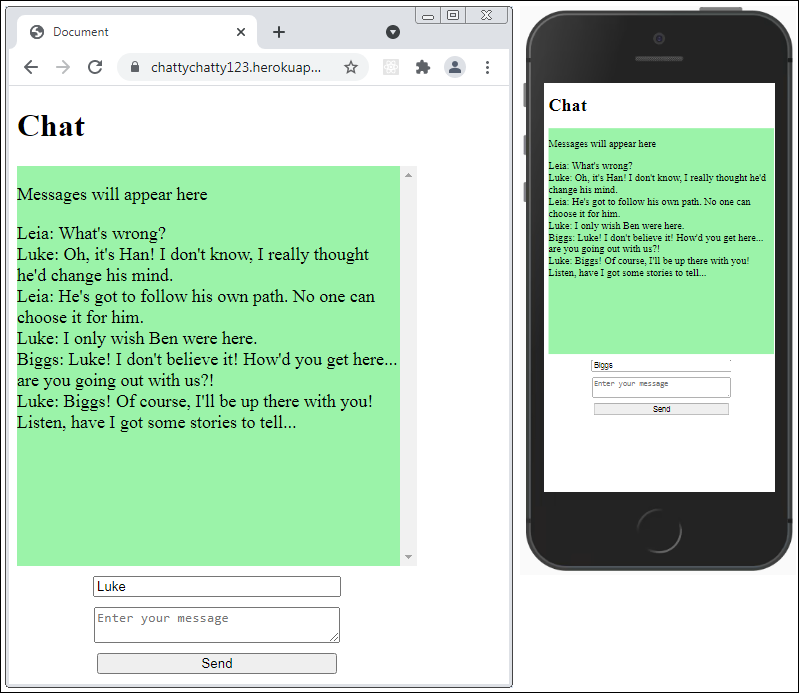 Document
chattychatty123.herokuap...
Chat
Messages will appear here
Leia: What's wrong?
Luke: Oh, it's Han! I don't know, I really thought
he'd change his mind.
Leia: He's got to follow his own path. No one can
choose it for him.
Luke: I only wish Ben were here.
Biggs: Luke! I don't believe it! How'd you get here...
are you going out with us?!
Luke: Biggs! Of course, I'll be up there with you!
Listen, have I got some stories to tell...
Luke
Enter your message
Send
Chat
Messages will appear here
Leia: What's wrong?
Luke: Oh, it's Han! I don't know, I really thought he'd
change his mind.
Leia: He's got to follow his own path. No one can
choose it for him.
Luke: I only wish Ben were here.
Biggs: Luke! I don't believe it! How'd you get here...
are you going out with us?!
Luke: Biggs! Of course, I'll be up there with you!
Listen, have I got some stories to tell...
Biggs
Enter your message
Send